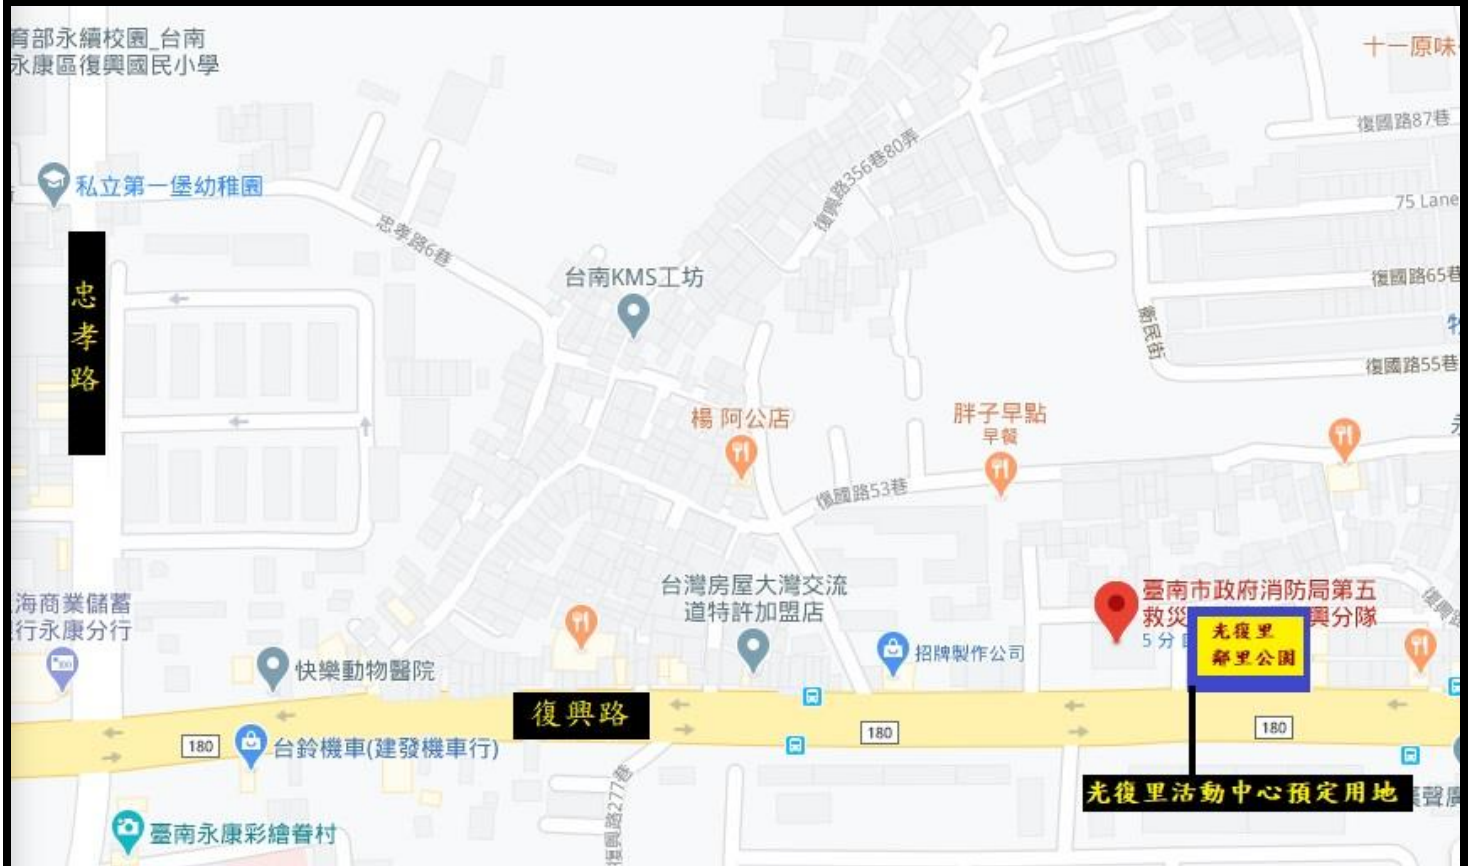 育部永續校園_台南
永康區復興國民小學
十一原味
復國路87巷
復興路356巷80弄
私立第一堡幼稚園
75 Lane
忠孝路6巷
台南KMS工坊
復國路65巷
忠孝路
衛民街
復國路55巷
楊 阿公店
胖子早點
早餐
復國路53巷
台灣房屋大灣交流
道特許加盟店
臺南市政府消防局第五
救災
興分隊
5 分
光復里
鄰里公園
海商業儲蓄
行永康分行
招牌製作公司
快樂動物醫院
復興路
180
台鈴機車(建發機車行)
180
180
復興路277巷
光復里活動中心預定用地
臺南永康彩繪眷村